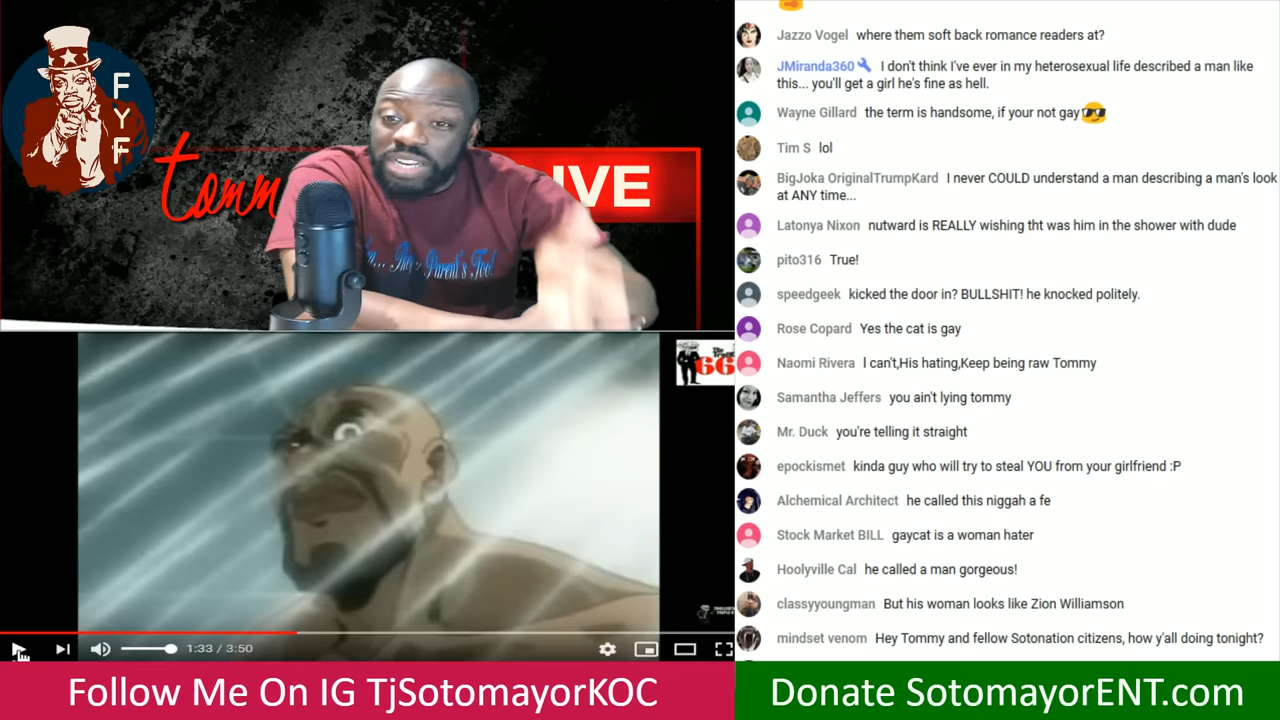 F
Y
F
tomm
IVE
Parent's Too!
66
1:33 / 3:50
Follow Me On IG TjSotomayorKOC
Jazzo Vogel where them soft back romance readers at?
JMiranda360 I don't think I've ever in my heterosexual life described a man like
this... you'll get a girl he's fine as hell.
Wayne Gillard the term is handsome, if your not gay
Tim S lol
BigJoka OriginalTrumpKard I never COULD understand a man describing a man's look
at ANY time...
Latonya Nixon nutward is REALLY wishing tht was him in the shower with dude
pito316 True!
speedgeek kicked the door in? BULLSHIT! he knocked politely.
Rose Copard Yes the cat is gay
Naomi Rivera I can't,His hating,Keep being raw Tommy
Samantha Jeffers you ain't lying tommy
Mr. Duck you're telling it straight
epockismet kinda guy who will try to steal YOU from your girlfriend :P
Alchemical Architect he called this niggah a fe
Stock Market BILL gaycat is a woman hater
Hoolyville Cal he called a man gorgeous!
classyyoungman But his woman looks like Zion Williamson
mindset venom Hey Tommy and fellow Sotonation citizens, how y'all doing tonight?
Donate SotomayorENT.com